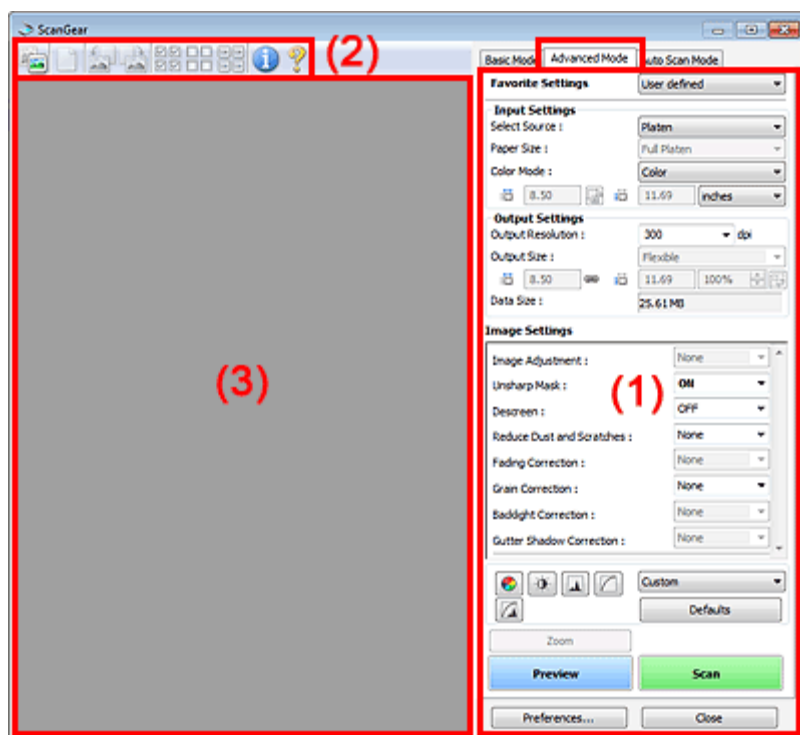 ScanGear
(2)
Basic Mode Advanced Mode Auto Scan Mode
Favorite Settings User defined
Input Settings
Select Source : Platen
Paper Size : Full Platen
Color Mode : Color
8.50 11.69 inches
Output Settings
Output Resolution : 300 dpi
Output Size : Flexible
8.50 11.69 100%
Data Size : 25.61 MB
Image Settings
Image Adjustment : None
Unsharp Mask : ON
(3) (1)
Descreen : OFF
Reduce Dust and Scratches : None
Fading Correction : None
Grain Correction : None
Backlight Correction : None
Gutter Shadow Correction : None
Custom
Defaults
Zoom
Preview Scan
Preferences... Close